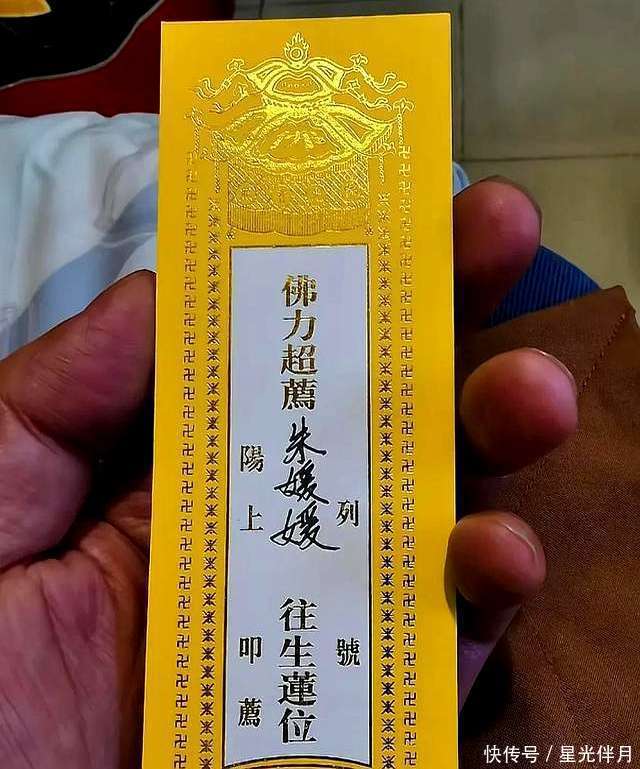 佛力超薦朱媛媛往生蓮位
列號
陽上叩薦
快传号／星光伴月